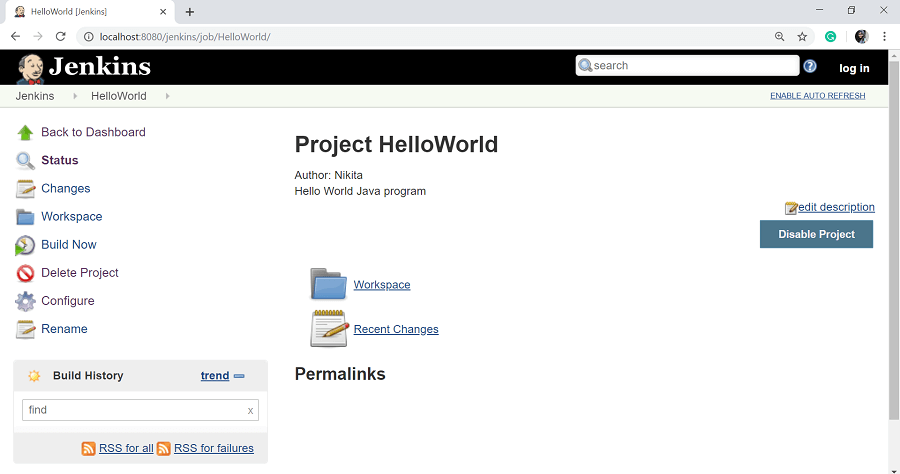 HelloWorld [Jenkins]
localhost:8080/jenkins/job/HelloWorld/
Jenkins
search
log in
Jenkins HelloWorld
ENABLE AUTO REFRESH
Back to Dashboard
Status
Changes
Workspace
Build Now
Delete Project
Configure
Rename
Build History
trend
find
x
RSS for all
RSS for failures
Project HelloWorld
Author: Nikita
Hello World Java program
edit description
Disable Project
Workspace
Recent Changes
Permalinks